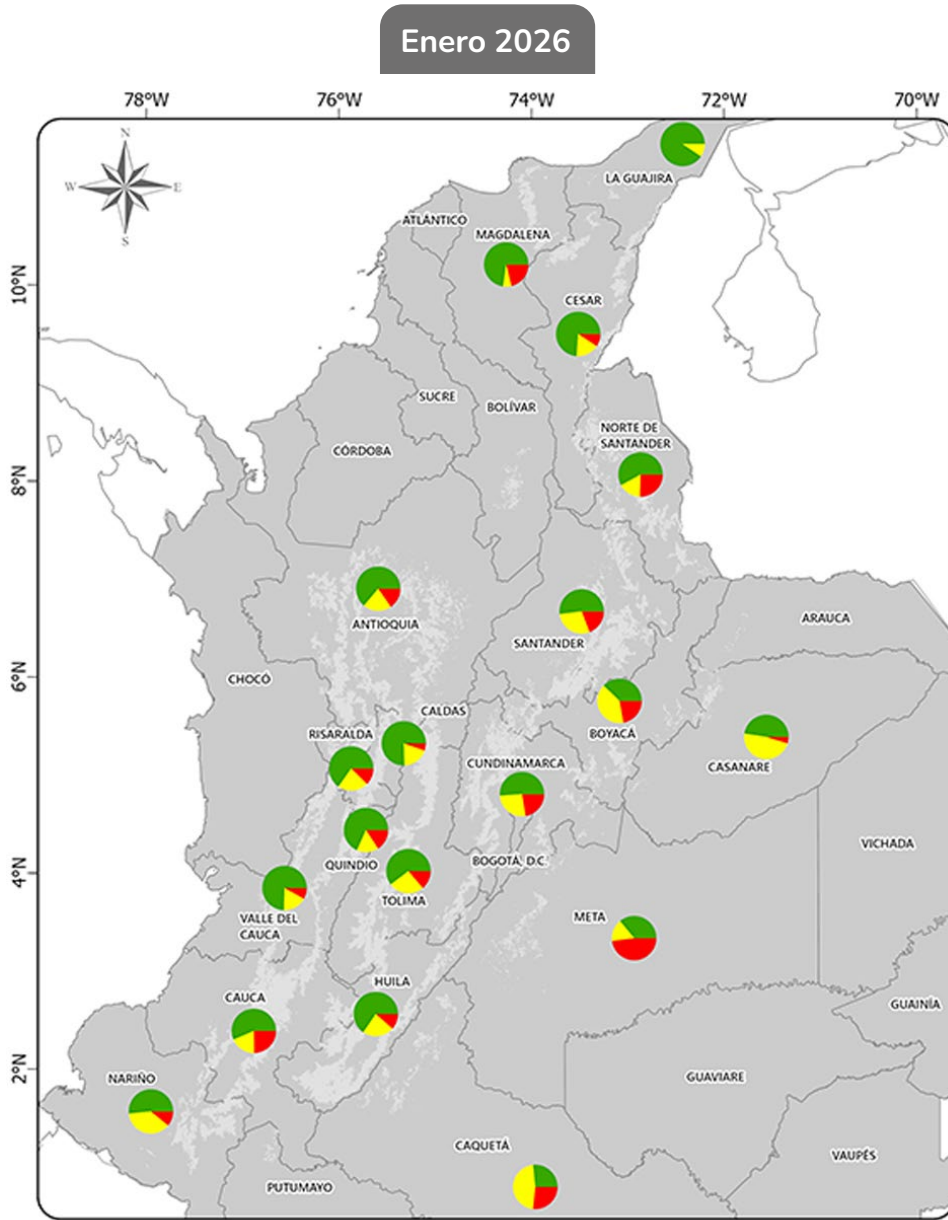 Enero 2026
78°W
76°W
74°W
72°W
70°W
N
W
E
S
10°N
8°N
6°N
4°N
2°N
LA GUAJIRA
ATLÁNTICO
MAGDALENA
CESAR
SUCRE
BOLÍVAR
NORTE DE
SANTANDER
CÓRDOBA
ANTIOQUIA
SANTANDER
ARAUCA
CHOCÓ
CALDAS
RISARALDA
BOYACÁ
CUNDINAMARCA
CASANARE
VICHADA
QUINDIO
BOGOTÁ, D.C.
TOLIMA
VALLE DEL
CAUCA
META
HUILA
CAUCA
GUAINÍA
NARIÑO
GUAVIARE
CAQUETÁ
VAUPÉS
PUTUMAYO